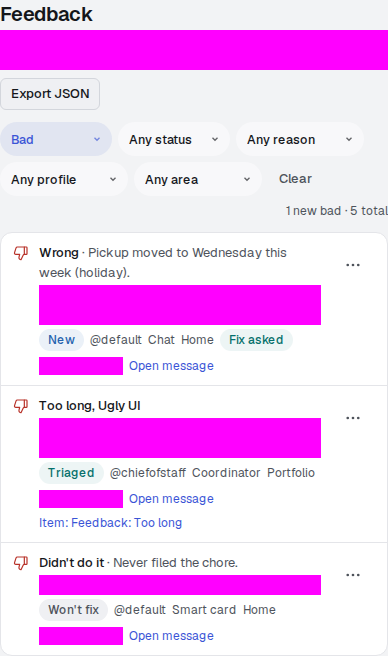 Feedback
Export JSON
Bad
Any status
Any reason
Any profile
Any area
Clear
1 new bad · 5 total
Wrong · Pickup moved to Wednesday this
week (holiday).
New @default Chat Home Fix asked
Open message
Too long, Ugly UI
Triaged @chiefofstaff Coordinator Portfolio
Open message
Item: Feedback: Too long
Didn't do it · Never filed the chore.
Won't fix @default Smart card Home
Open message